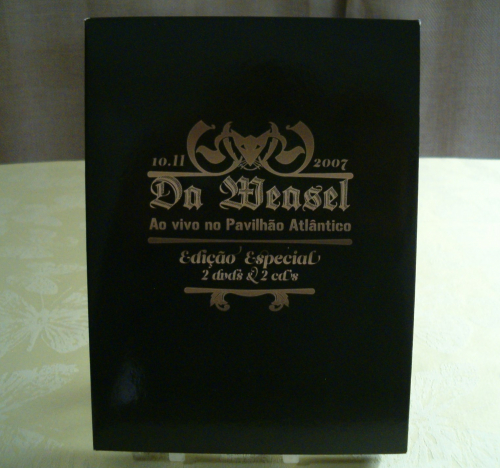 10.11 2007
Da Weasel
Ao vivo no Pavilhão Atlântico
Edição Especial
2 dvd's & 2 cd's